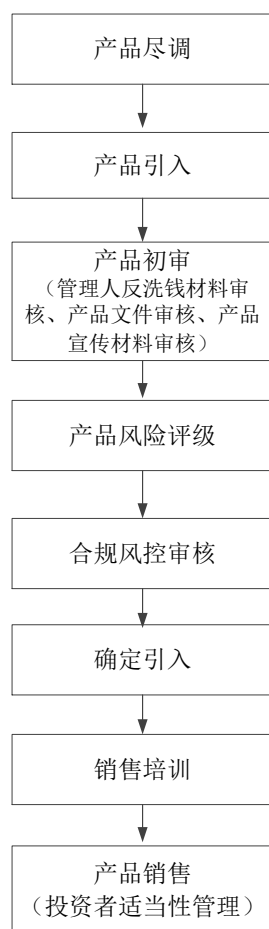 产品尽调
产品引入
产品初审
（管理人反洗钱材料审
核、产品文件审核、产品
宣传材料审核）
产品风险评级
合规风控审核
确定引入
销售培训
产品销售
（投资者适当性管理）